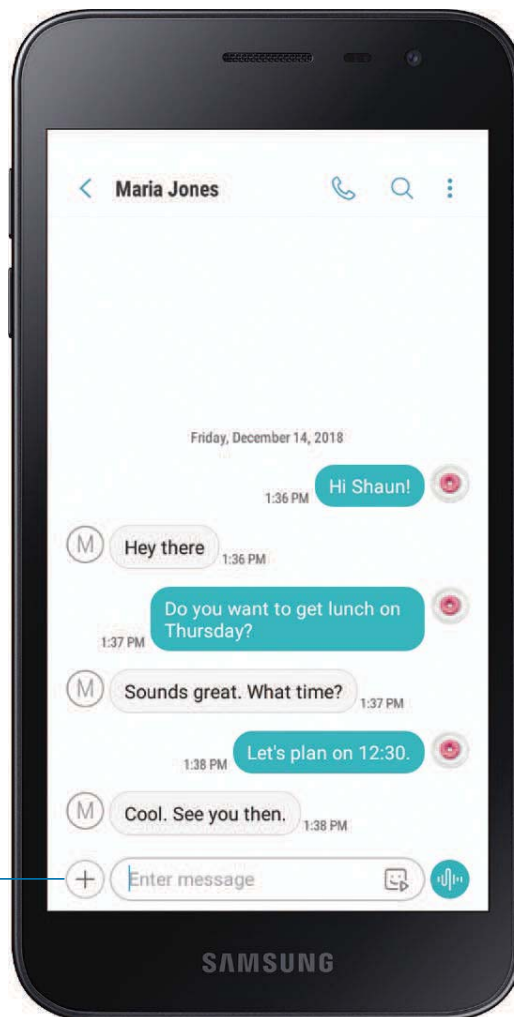 Maria Jones
Friday, December 14, 2018
Hi Shaun!
1:36 PM
M
Hey there
1:36 PM
Do you want to get lunch on
Thursday?
1:37 PM
M
Sounds great. What time?
1:37 PM
Let's plan on 12:30.
1:38 PM
M
Cool. See you then.
1:38 PM
Enter message
SAMSUNG